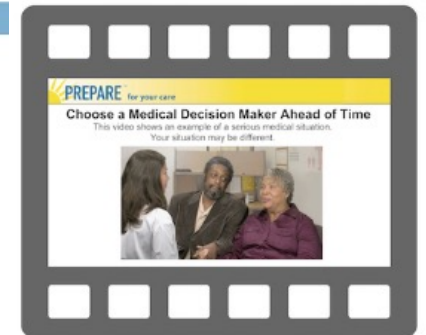 PREPARE for your care
Choose a Medical Decision Maker Ahead of Time
This video shows an example of a serious medical situation.
Your situation may be different.